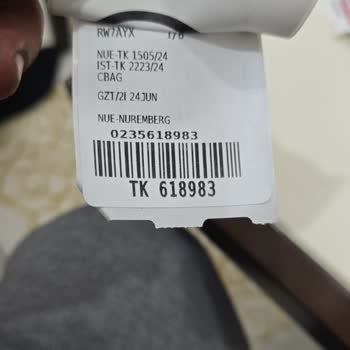 RW7AYX 1/8
NUE-TK 1505/24
IST-TK 2223/24
CBAG
GZT/2I 24JUN
NUE-NUREMBERG
0235618983
TK 618983